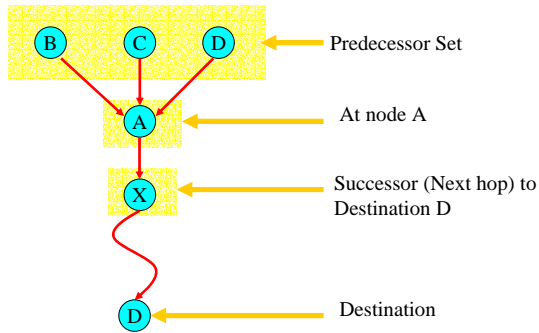 B C D Predecessor Set
A At node A
X Successor (Next hop) to
Destination D
D Destination